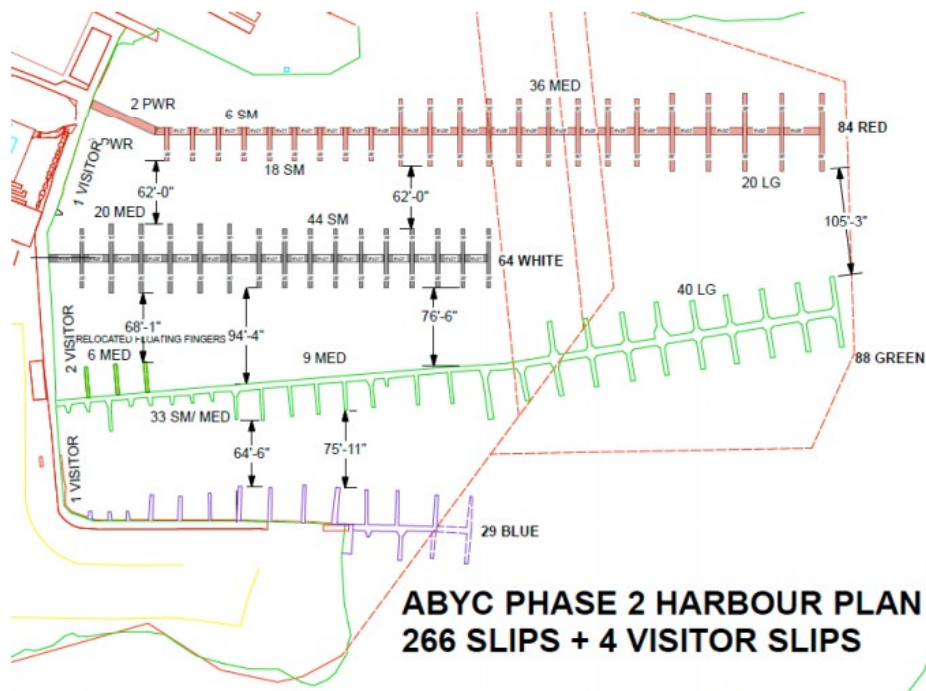 36 MED
2 PWR
6 SM
84 RED
PWR
1 VISITOR
18 SM
62'-0"
62'-0"
20 LG
20 MED
44 SM
105'-3"
64 WHITE
40 LG
68'-1"
94'-4"
76'-6"
2 VISITOR
RELOCATED FLOATING FINGERS
6 MED
9 MED
88 GREEN
33 SM/ MED
64'-6"
75'-11"
1 VISITOR
29 BLUE
ABYC PHASE 2 HARBOUR PLAN
266 SLIPS + 4 VISITOR SLIPS